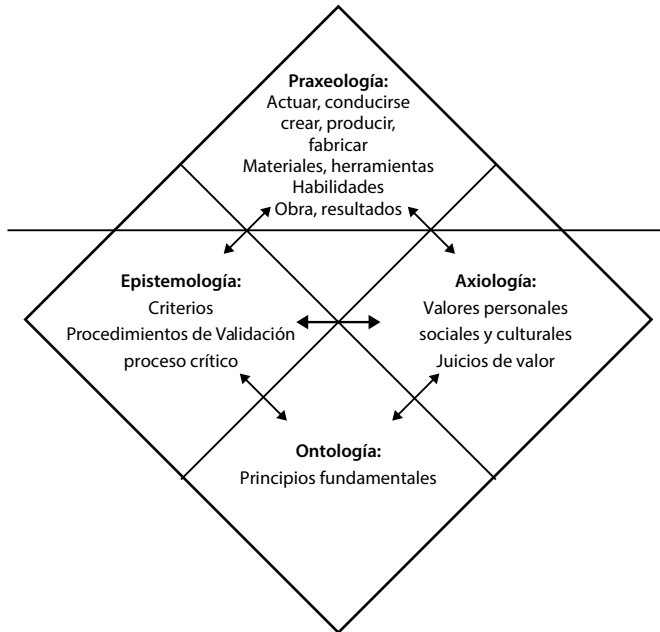 Praxeología:
Actuar, conducirse
crear, producir,
fabricar
Materiales, herramientas
Habilidades
Obra, resultados
Epistemología:
Criterios
Procedimientos de Validación
proceso crítico
Axiología:
Valores personales
sociales y culturales
Juicios de valor
Ontología:
Principios fundamentales